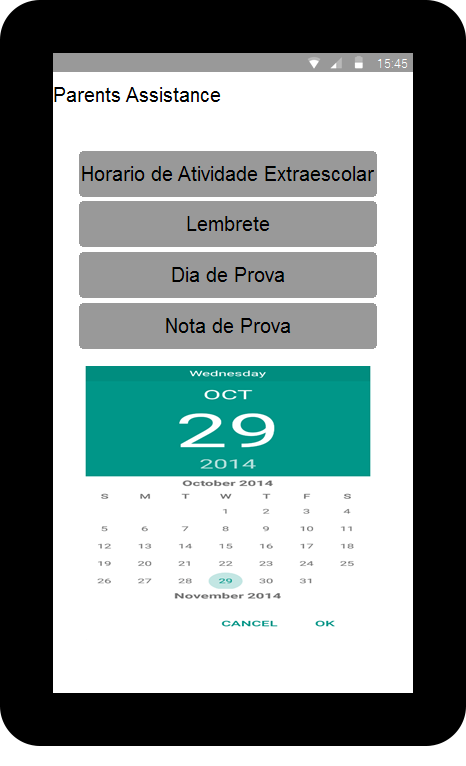 15:45
Parents Assistance
Horario de Atividade Extraescolar
Lembrete
Dia de Prova
Nota de Prova
Wednesday
OCT
29
2014
October 2014
S M T W T F S
1 2 3 4
5 6 7 8 9 10 11
12 13 14 15 16 17 18
19 20 21 22 23 24 25
26 27 28 29 30 31
November 2014
CANCEL OK